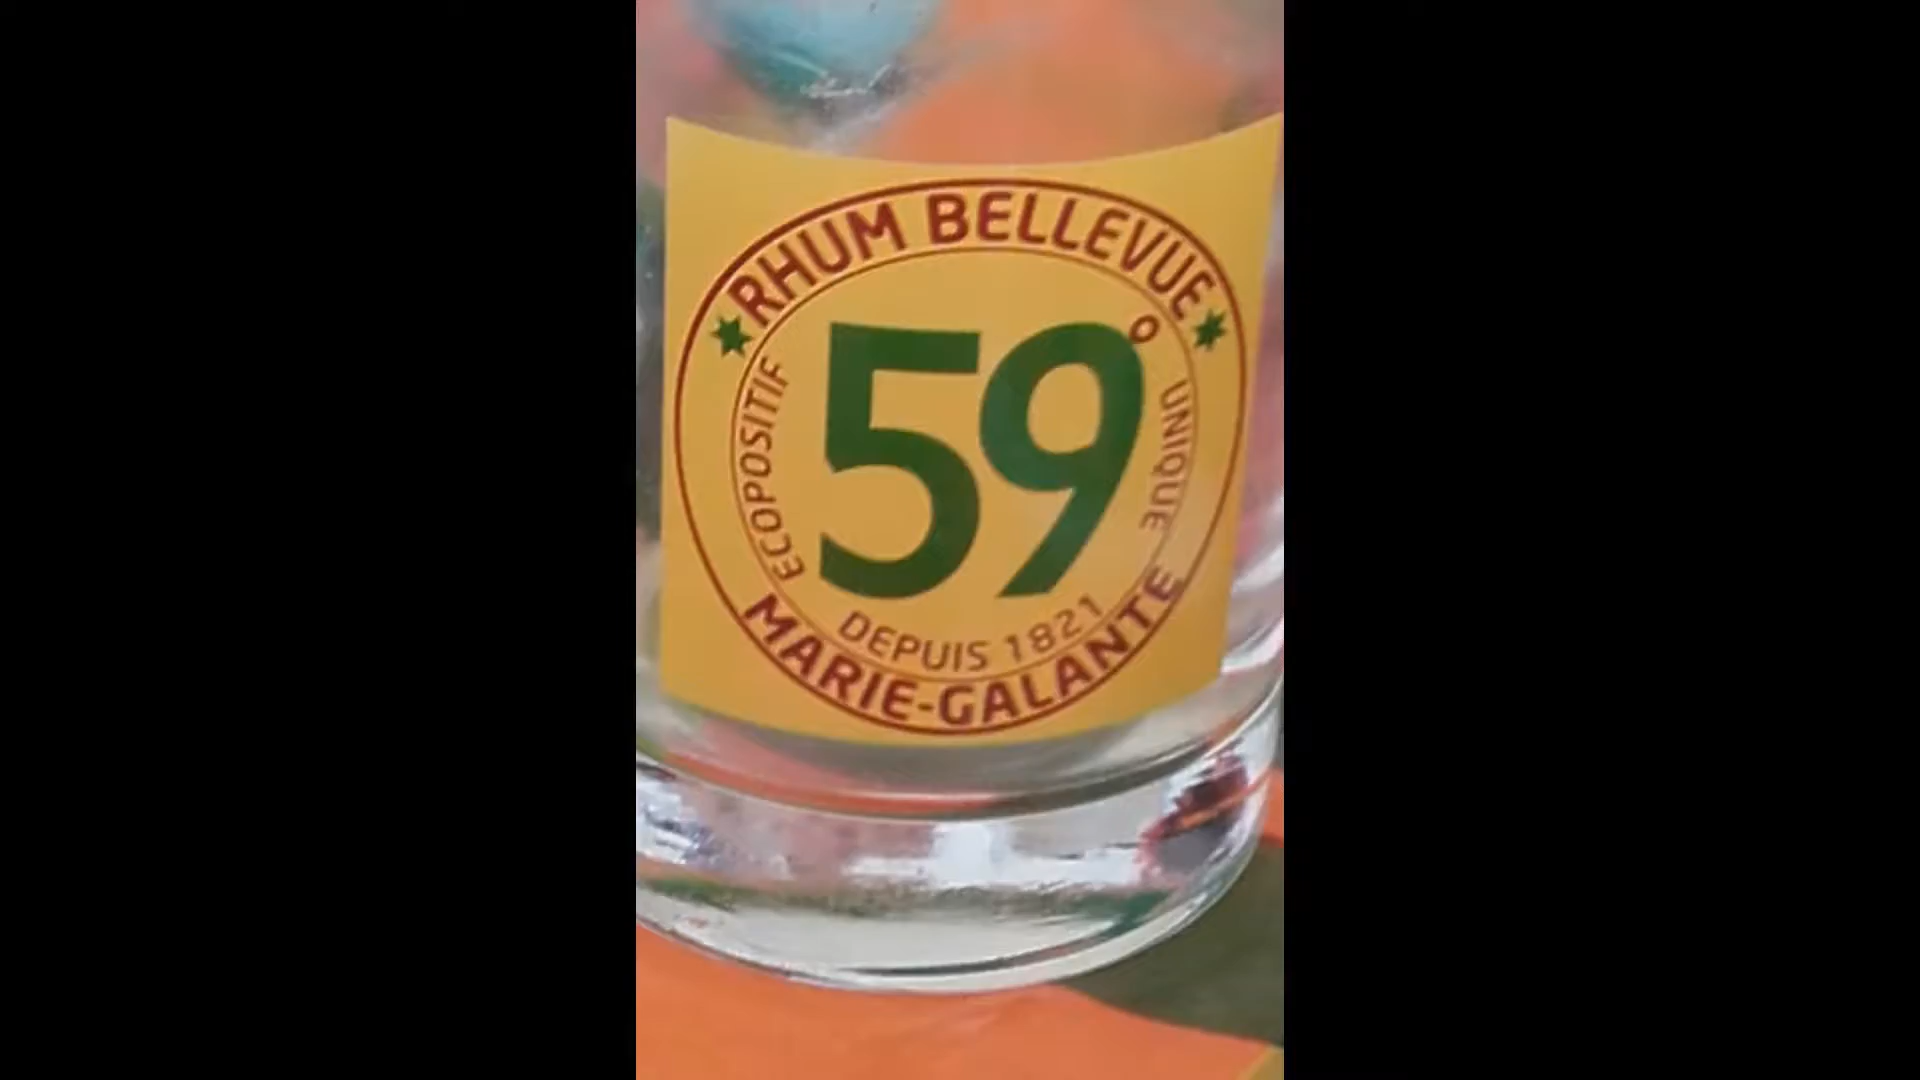 RHUM BELLEVUE
59°
ECOPOSITIF
UNIQUE
DEPUIS 1821
MARIE-GALANTE